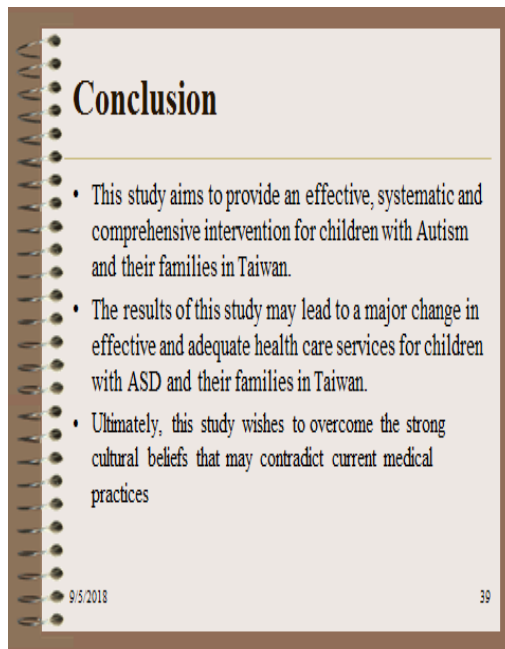 Conclusion
• This study aims to provide an effective, systematic and
comprehensive intervention for children with Autism
and their families in Taiwan.
• The results of this study may lead to a major change in
effective and adequate health care services for children
with ASD and their families in Taiwan.
• Ultimately, this study wishes to overcome the strong
cultural beliefs that may contradict current medical
practices
9/5/2018
39